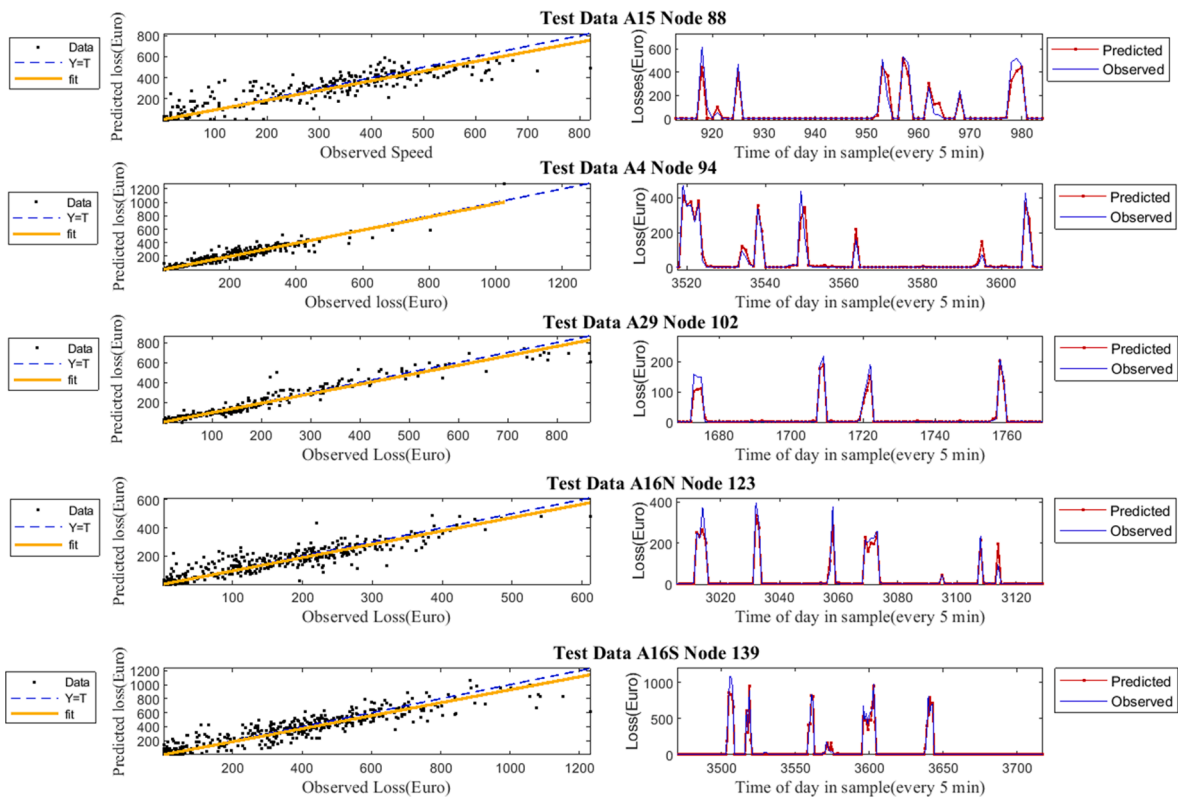 Test Data A15 Node 88
Data
Y=T
fit
Predicted loss(Euro)
800
600
400
200
100 200 300 400 500 600 700 800
Observed Speed
Losses(Euro)
600
400
200
0
920 930 940 950 960 970 980
Time of day in sample(every 5 min)
Predicted
Observed
Test Data A4 Node 94
Data
Y=T
fit
Predicted loss(Euro)
1200
1000
800
600
400
200
200 400 600 800 1000 1200
Observed loss(Euro)
Loss(Euro)
400
200
0
3520 3540 3560 3580 3600
Time of day in sample(every 5 min)
Predicted
Observed
Test Data A29 Node 102
Data
Y=T
fit
Predicted Loss(Euro)
800
600
400
200
100 200 300 400 500 600 700 800
Observed Loss(Euro)
Loss(Euro)
200
100
0
1680 1700 1720 1740 1760
Time of day in sample(every 5 min)
Predicted
Observed
Test Data A16N Node 123
Data
Y=T
fit
Predicted loss(Euro)
600
400
200
100 200 300 400 500 600
Observed Loss(Euro)
Loss(Euro)
400
200
0
3020 3040 3060 3080 3100 3120
Time of day in sample(every 5 min)
Predicted
Observed
Test Data A16S Node 139
Data
Y=T
fit
Predicted loss(Euro)
1200
1000
800
600
400
200
200 400 600 800 1000 1200
Observed Loss(Euro)
Loss(Euro)
1000
500
0
3500 3550 3600 3650 3700
Time of day in sample(every 5 min)
Predicted
Observed